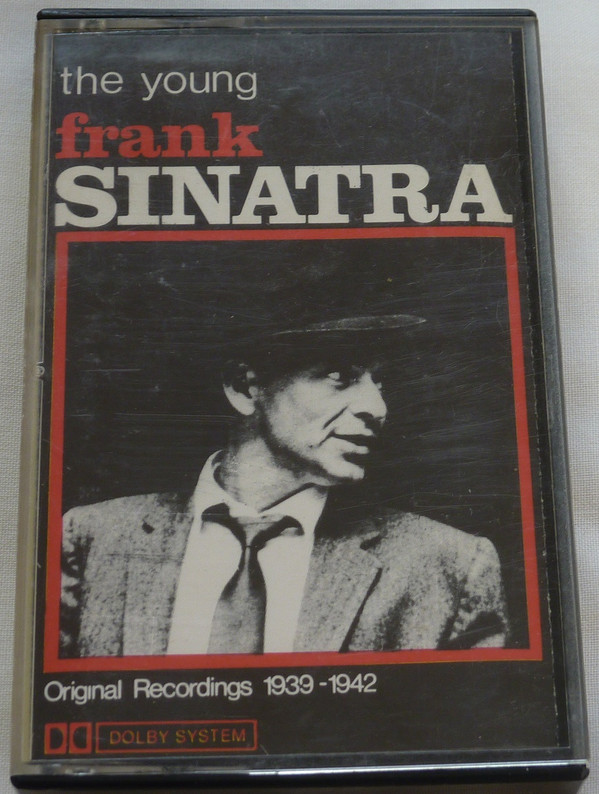 the young
frank
SINATRA
Original Recordings 1939-1942
DOLBY SYSTEM